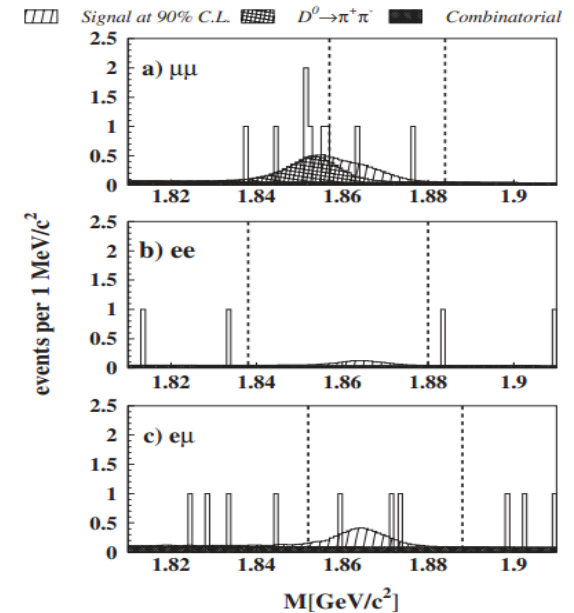 Signal at 90% C.L. D⁰→π⁺π⁻ Combinatorial
2.5
a) μμ
2
1.5
1
0.5
0
1.82 1.84 1.86 1.88 1.9
2.5
b) ee
2
1.5
1
0.5
0
1.82 1.84 1.86 1.88 1.9
2.5
c) eμ
2
1.5
1
0.5
0
1.82 1.84 1.86 1.88 1.9
events per 1 MeV/c²
M[GeV/c²]